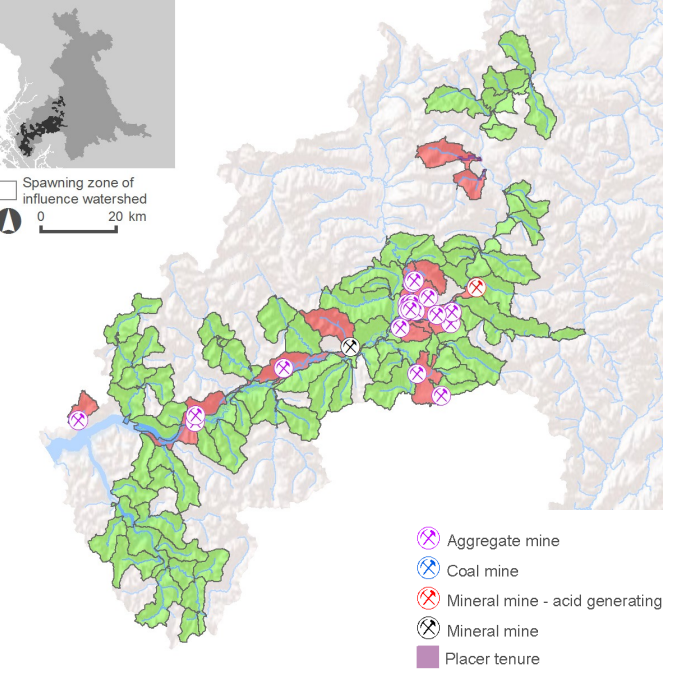 Spawning zone of
influence watershed
0 20 km
Aggregate mine
Coal mine
Mineral mine - acid generating
Mineral mine
Placer tenure